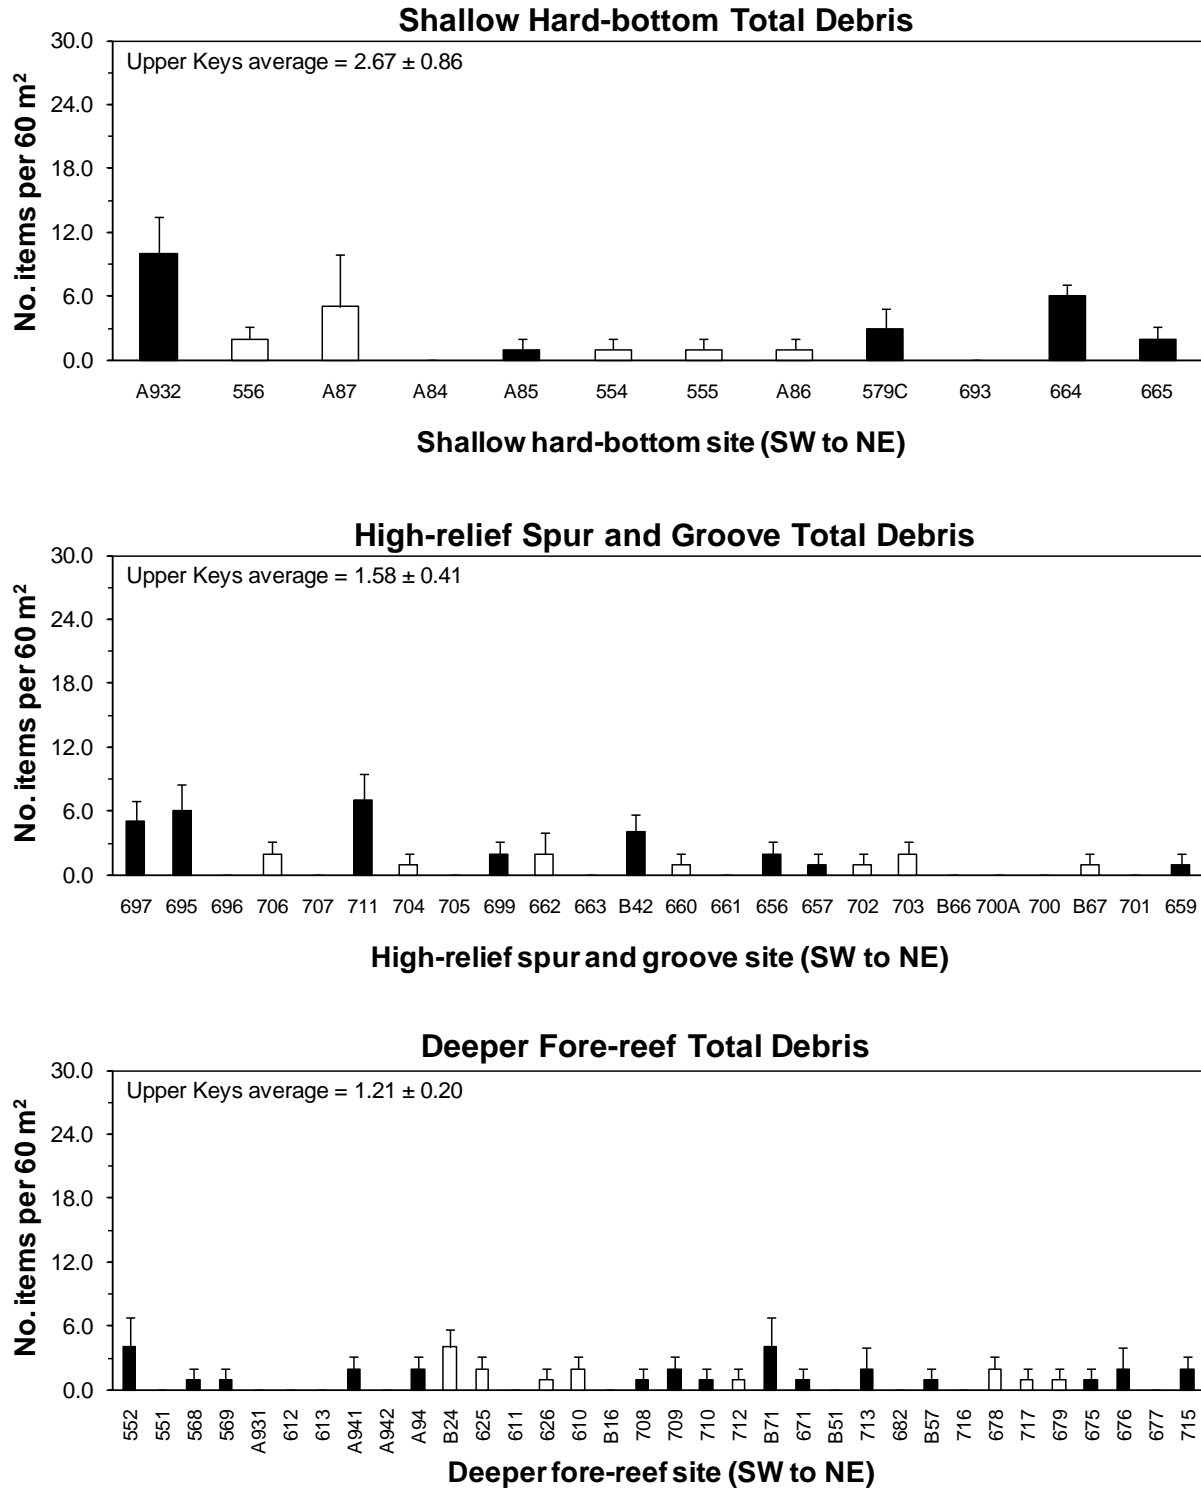 Shallow Hard-bottom Total Debris
30.0
Upper Keys average = 2.67 ± 0.86
24.0
18.0
12.0
6.0
0.0
No. items per 60 m²
A932 556 A87 A84 A85 554 555 A86 579C 693 664 665
Shallow hard-bottom site (SW to NE)
High-relief Spur and Groove Total Debris
30.0
Upper Keys average = 1.58 ± 0.41
24.0
18.0
12.0
6.0
0.0
No. items per 60 m²
697 695 696 706 707 711 704 705 699 662 663 B42 660 661 656 657 702 703 B66 700A 700 B67 701 659
High-relief spur and groove site (SW to NE)
Deeper Fore-reef Total Debris
30.0
Upper Keys average = 1.21 ± 0.20
24.0
18.0
12.0
6.0
0.0
No. items per 60 m²
552 551 568 569 A931 612 613 A941 A942 A94 B24 625 611 626 610 B16 708 709 710 712 B71 671 B51 713 682 B57 716 678 717 679 675 676 677 715
Deeper fore-reef site (SW to NE)